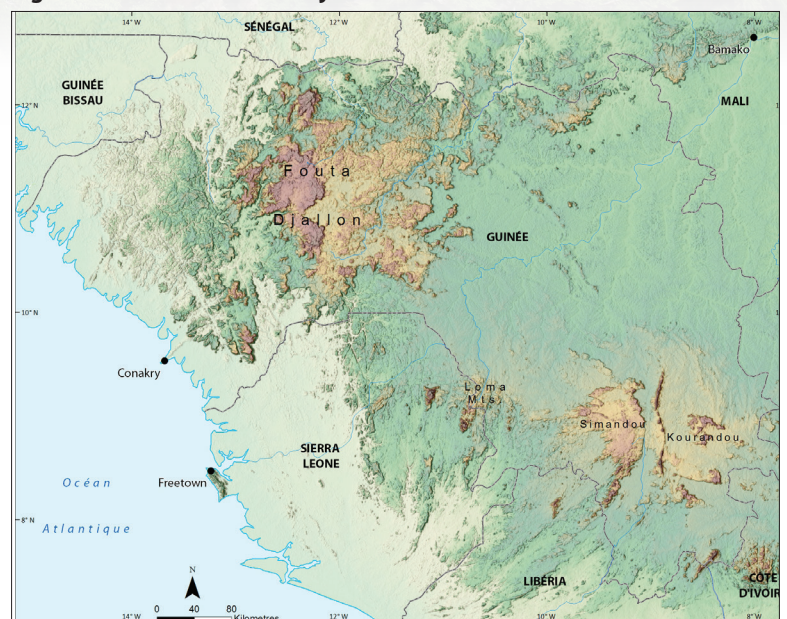 14° W
12° W
10° W
8° W
SÉNÉGAL
Bamako
GUINÉE
BISSAU
12° N
MALI
Fouta
Djallon
GUINÉE
10° N
Conakry
Loma
Mts.
Simandou
Kourandou
SIERRA
LEONE
Freetown
Océan
Atlantique
8° N
N
LIBÉRIA
CÔTE
D'IVOIR
0 40 80
Kilometres
14° W
12° W
10° W
8° W